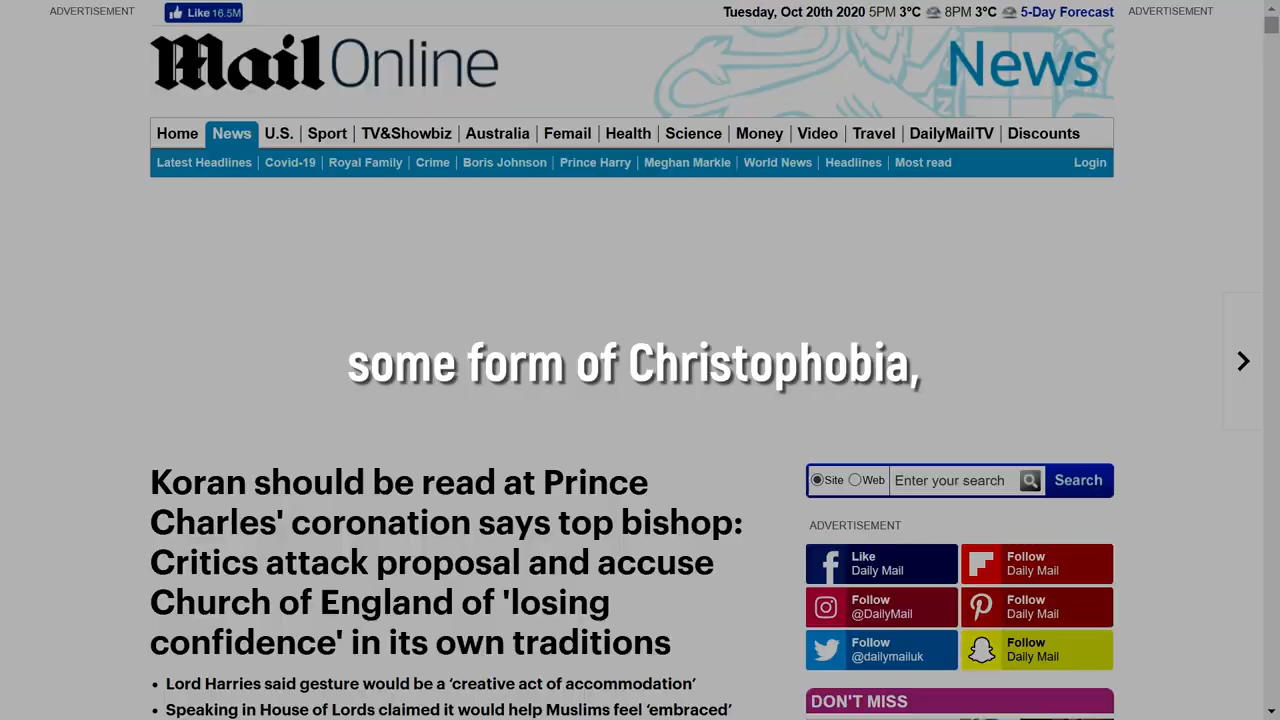 ADVERTISEMENT
Like 16.5M
Tuesday, Oct 20th 2020 5PM 3°C 8PM 3°C 5-Day Forecast
ADVERTISEMENT
Mail Online
News
Home News U.S. Sport TV&Showbiz Australia Femail Health Science Money Video Travel DailyMailTV Discounts
Latest Headlines Covid-19 Royal Family Crime Boris Johnson Prince Harry Meghan Markle World News Headlines Most read Login
some form of Christophobia,
Koran should be read at Prince
Charles' coronation says top bishop:
Critics attack proposal and accuse
Church of England of 'losing
confidence' in its own traditions
• Lord Harries said gesture would be a ‘creative act of accommodation’
• Speaking in House of Lords claimed it would help Muslims feel ‘embraced’
Site Web Enter your search Search
ADVERTISEMENT
Like
Daily Mail
Follow
Daily Mail
Follow
@DailyMail
Follow
Daily Mail
Follow
@dailymailuk
Follow
Daily Mail
DON'T MISS